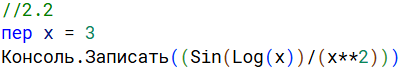 //2.2
пер x = 3
Консоль.Записать((Sin(Log(x))/(x**2)))